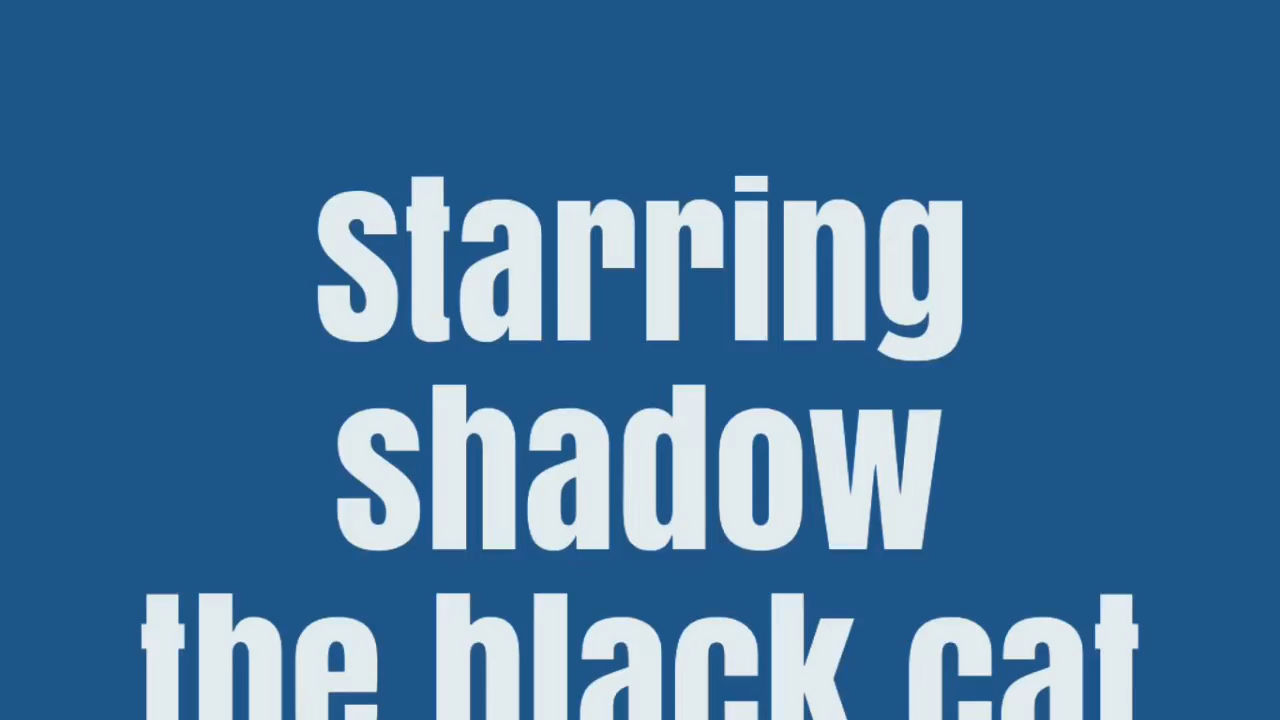 starring
shadow
the black cat